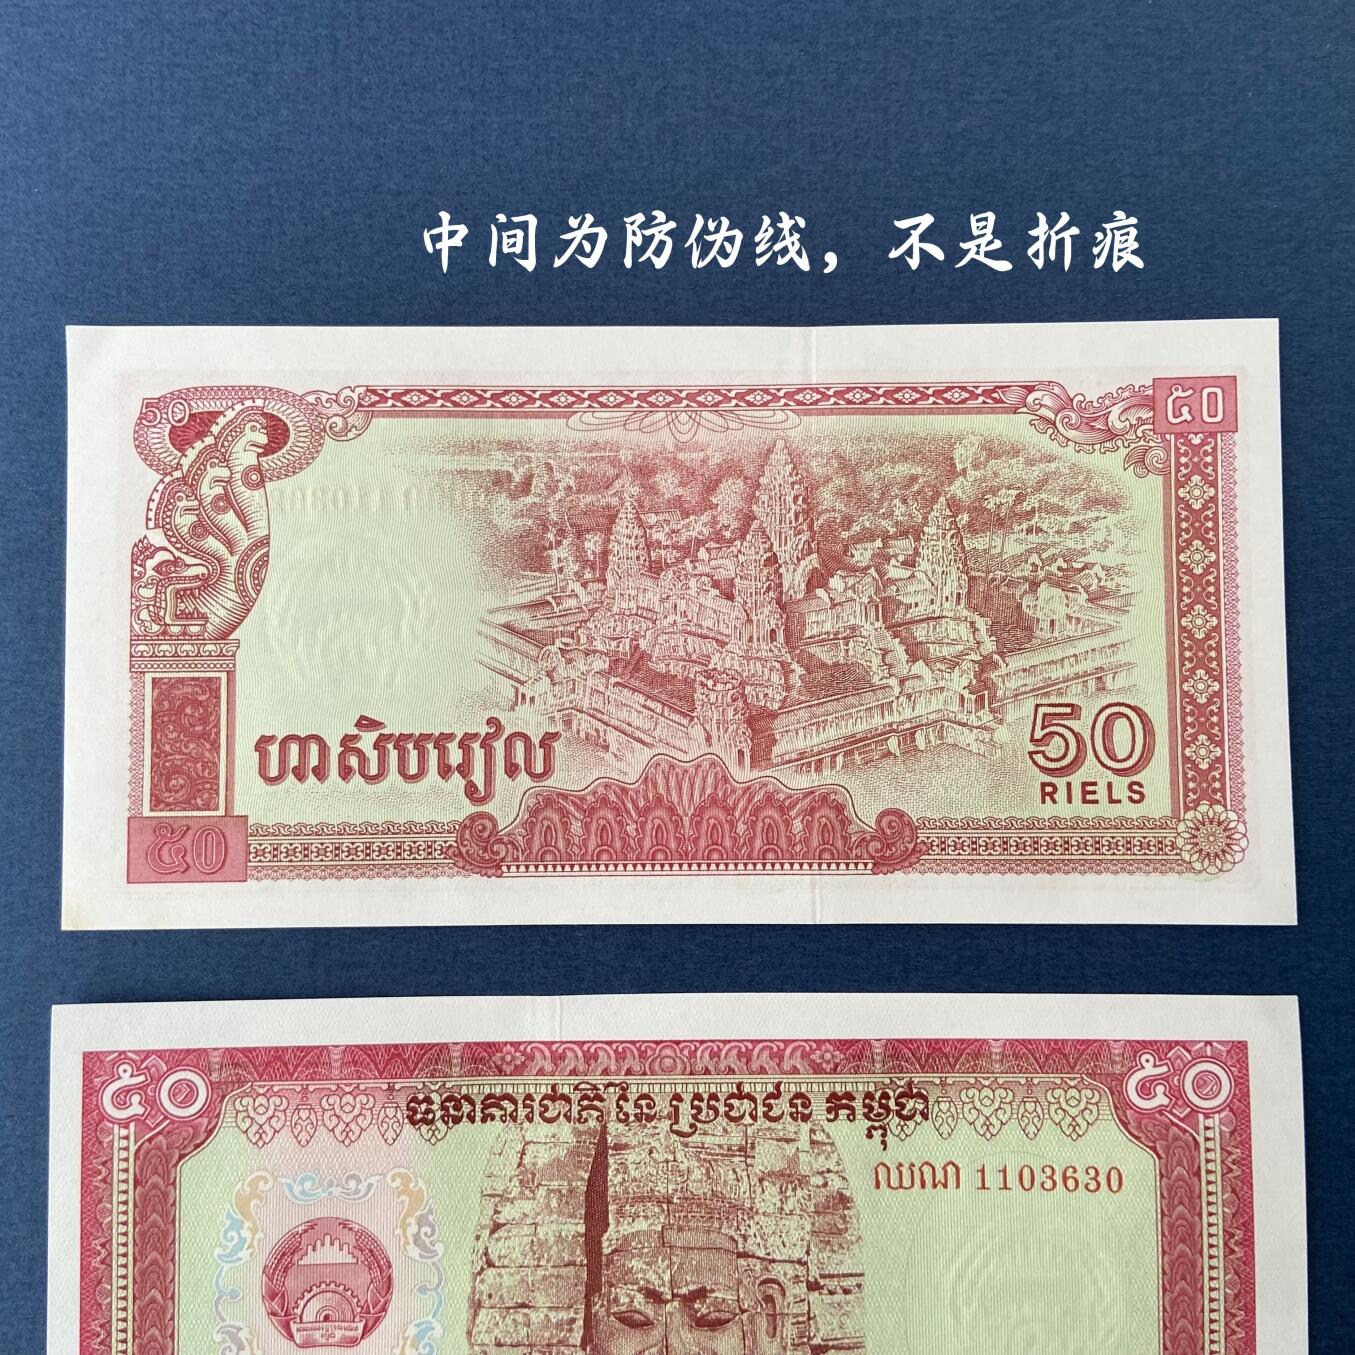 中间为防伪线，不是折痕
៥០
ហាសិបរៀល
50
RIELS
៥០
៥០
៥០
ធនាគារជាតិនៃប្រជាជនកម្ពុជា
ឈណ 1103630